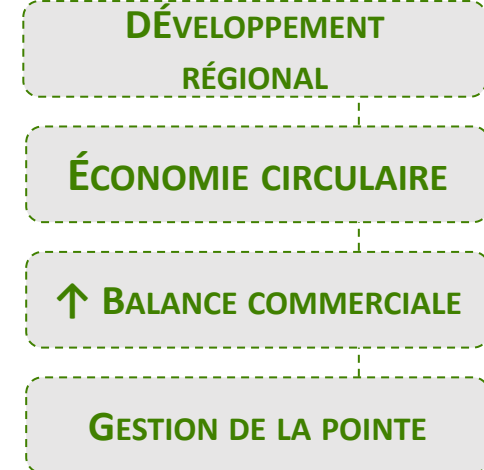 DÉVELOPPEMENT
RÉGIONAL
ÉCONOMIE CIRCULAIRE
↑ BALANCE COMMERCIALE
GESTION DE LA POINTE